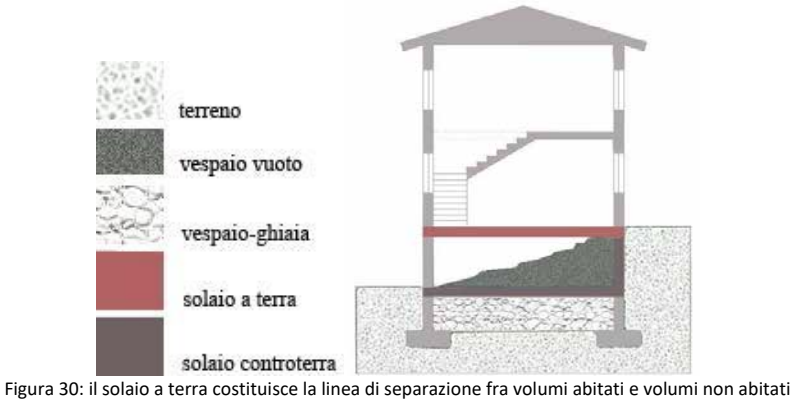 terreno
vespaio vuoto
vespaio-ghiaia
solaio a terra
solaio controterra
Figura 30: il solaio a terra costituisce la linea di separazione fra volumi abitati e volumi non abitati